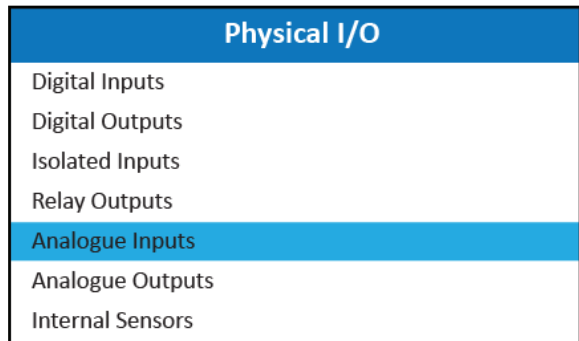 Physical I/O
Digital Inputs
Digital Outputs
Isolated Inputs
Relay Outputs
Analogue Inputs
Analogue Outputs
Internal Sensors